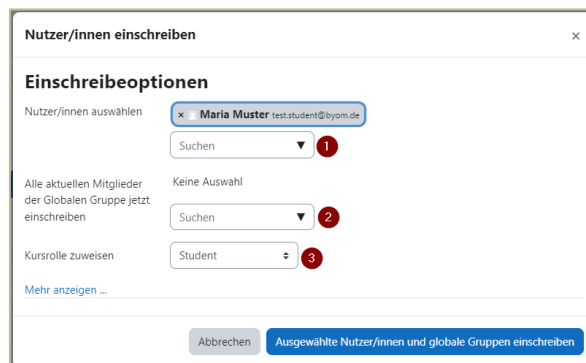 Nutzer/innen einschreiben ×
Einschreibeoptionen
Nutzer/innen auswählen
× Maria Muster test.student@byom.de
Suchen ▼ 1
Alle aktuellen Mitglieder
der Globalen Gruppe jetzt
einschreiben
Keine Auswahl
Suchen ▼ 2
Kursrolle zuweisen
Student 3
Mehr anzeigen ...
Abbrechen
Ausgewählte Nutzer/innen und globale Gruppen einschreiben